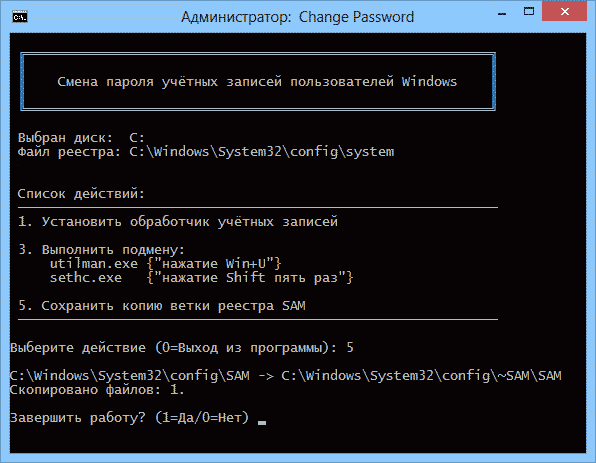 Администратор: Change Password
Смена пароля учётных записей пользователей Windows
Выбран диск: C:
Файл реестра: C:\Windows\System32\config\system
Список действий:
1. Установить обработчик учётных записей
3. Выполнить подмену:
utilman.exe {"нажатие Win+U"}
sethc.exe {"нажатие Shift пять раз"}
5. Сохранить копию ветки реестра SAM
Выберите действие (0=Выход из программы): 5
C:\Windows\System32\config\SAM -> C:\Windows\System32\config\~SAM\SAM
Скопировано файлов: 1.
Завершить работу? (1=Да/0=Нет) _